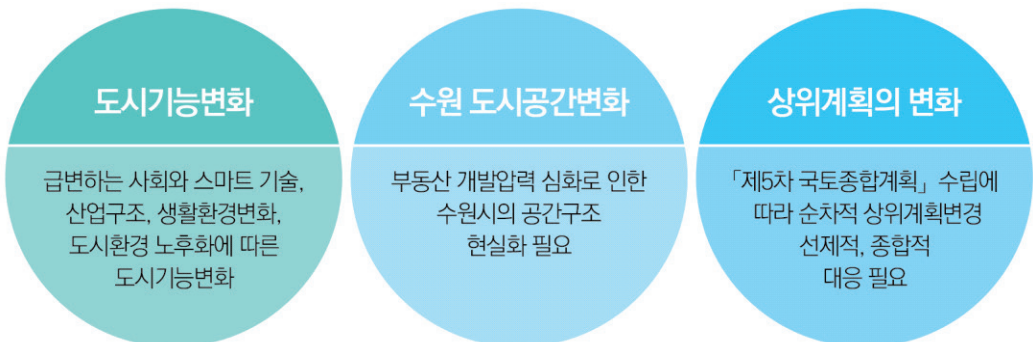 도시기능변화
급변하는 사회와 스마트 기술,
산업구조, 생활환경변화,
도시환경 노후화에 따른
도시기능변화
수원 도시공간변화
부동산 개발압력 심화로 인한
수원시의 공간구조
현실화 필요
상위계획의 변화
「제5차 국토종합계획」 수립에
따라 순차적 상위계획변경
선제적, 종합적
대응 필요